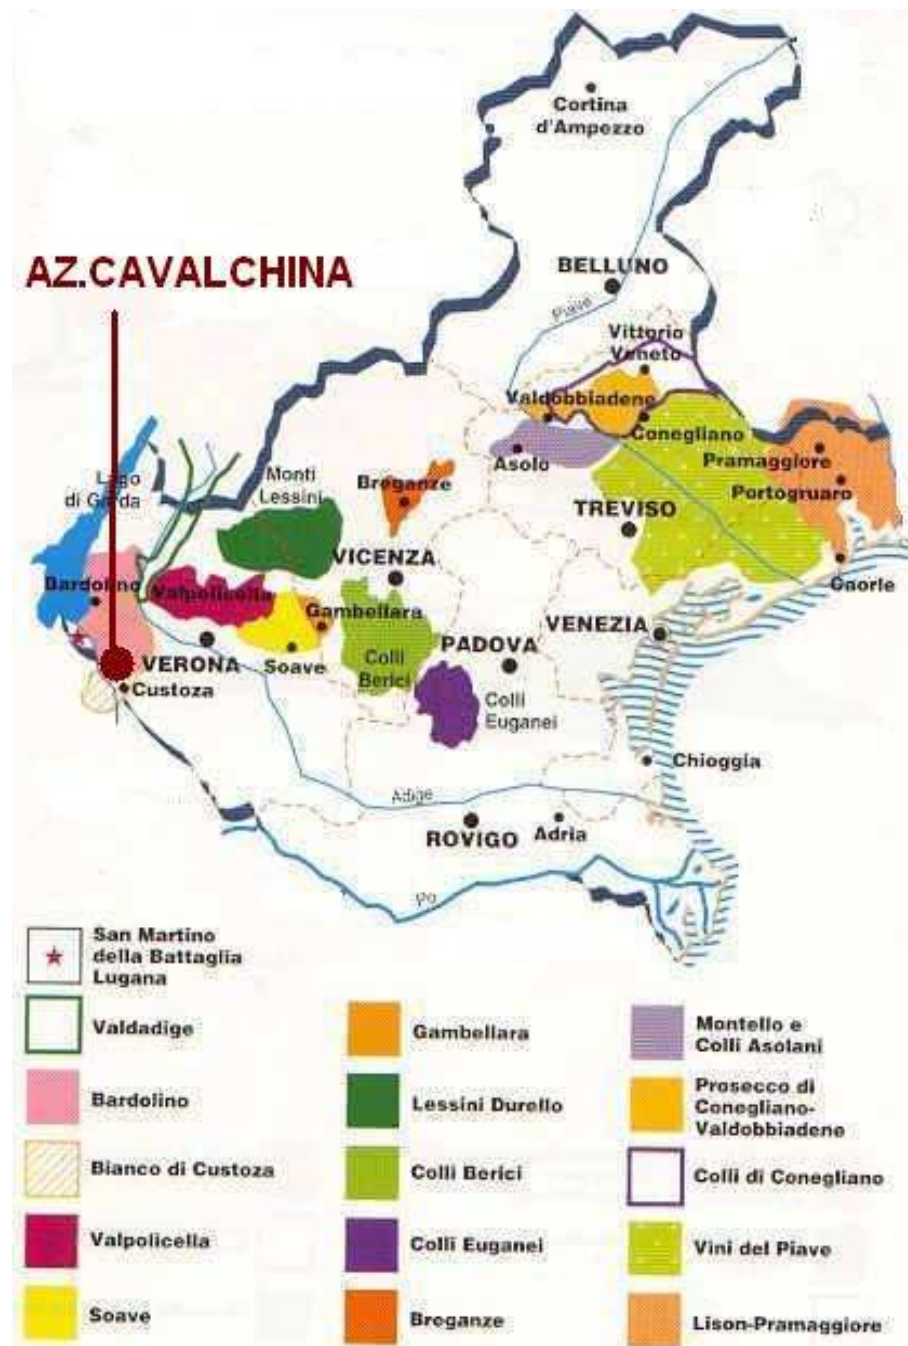 Cortina
d'Ampezzo
AZ.CAVALCHINA
BELLUNO
Piave
Vittorio
Veneto
Valdobbiadene
Conegliano
Asolo
Pramaggiore
Portogruaro
Lago
di Garda
Monti
Lessini
Breganze
TREVISO
VICENZA
Caorle
Bardolino
Valpolicella
Gambellara
VENEZIA
PADOVA
VERONA
Soave
Colli
Berici
Custoza
Colli
Euganei
Chioggia
Adige
ROVIGO
Adria
Po
San Martino
della Battaglia
Lugana
Valdadige
Bardolino
Bianco di Custoza
Valpolicella
Soave
Gambellara
Lessini Durello
Colli Berici
Colli Euganei
Breganze
Montello e
Colli Asolani
Prosecco di
Conegliano-
Valdobbiadene
Colli di Conegliano
Vini del Piave
Lison-Pramaggiore